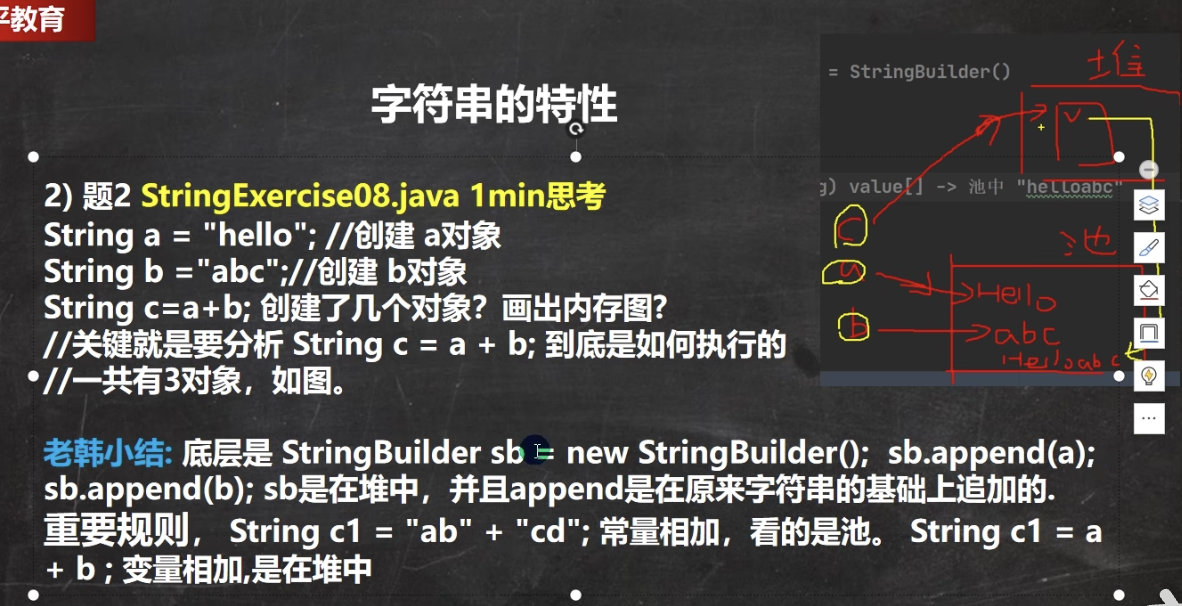 平教育
= StringBuilder()
堆
字符串的特性
v
g) value[] -> 池中 "helloabc"
2) 题2 StringExercise08.java 1min思考
String a = "hello"; //创建 a对象
String b ="abc";//创建 b对象
String c=a+b; 创建了几个对象？画出内存图？
//关键就是要分析 String c = a + b; 到底是如何执行的
//一共有3对象，如图。
c
池
a
Hello
b
abc
Helloabc
老韩小结: 底层是 StringBuilder sb = new StringBuilder(); sb.append(a);
sb.append(b); sb是在堆中，并且append是在原来字符串的基础上追加的.
重要规则， String c1 = "ab" + "cd"; 常量相加，看的是池。 String c1 = a
+ b ; 变量相加,是在堆中